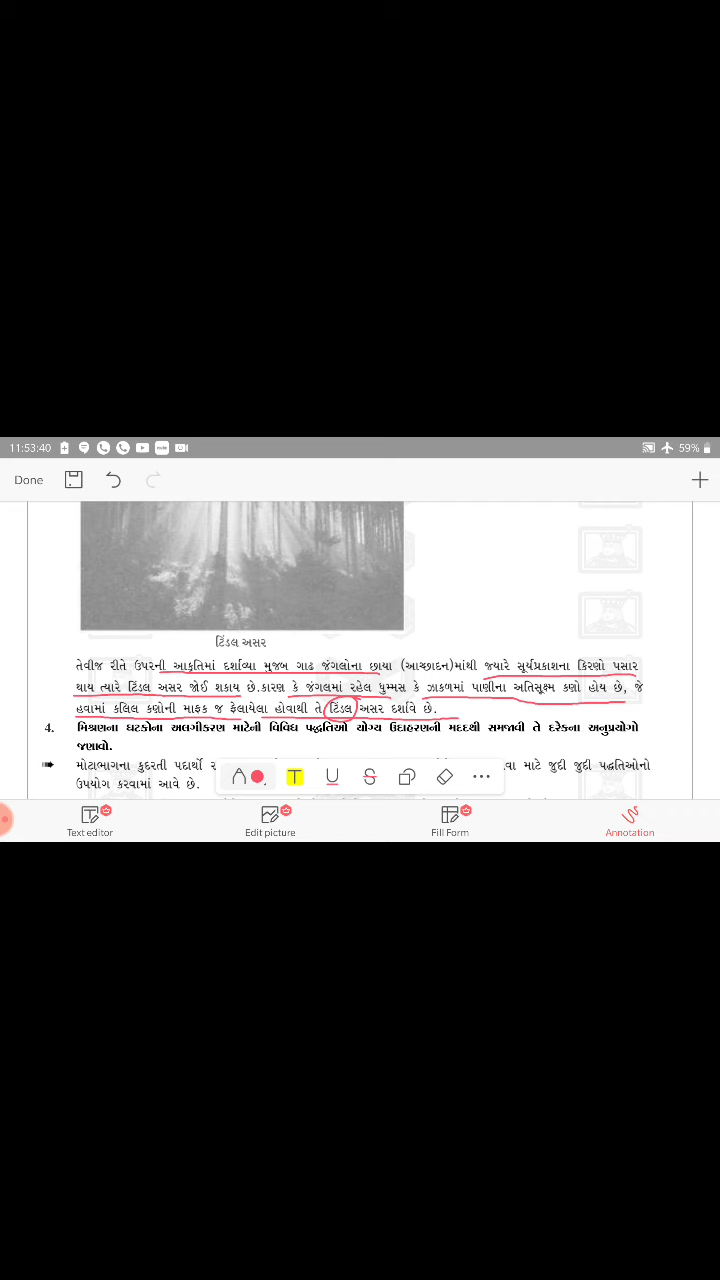 11:53:40
59%
Done
ટિંડલ અસર
તેવીજ રીતે ઉપરની આકૃતિમાં દર્શાવ્યા મુજબ ગાઢ જંગલોના છાયા (આચ્છાદન)માંથી જ્યારે સૂર્યપ્રકાશના કિરણો પસાર
થાય ત્યારે ટિંડલ અસર જોઈ શકાય છે.કારણ કે જંગલમાં રહેલ ધુમ્મસ કે ઝાકળમાં પાણીના અતિસૂક્ષ્મ કણો હોય છે, જે
હવામાં કલિલ કણોની માફક જ ફેલાયેલા હોવાથી તે ટિંડલ અસર દર્શાવે છે.
4. મિશ્રણના ઘટકોના અલગીકરણ માટેની વિવિધ પદ્ધતિઓ યોગ્ય ઉદાહરણની મદદથી સમજાવી તે દરેકના અનુપ્રયોગો
જણાવો.
મોટાભાગના કુદરતી પદાર્થો માટે જુદી જુદી પદ્ધતિઓનો
ઉપયોગ કરવામાં આવે છે.
Text editor
Edit picture
Fill Form
Annotation